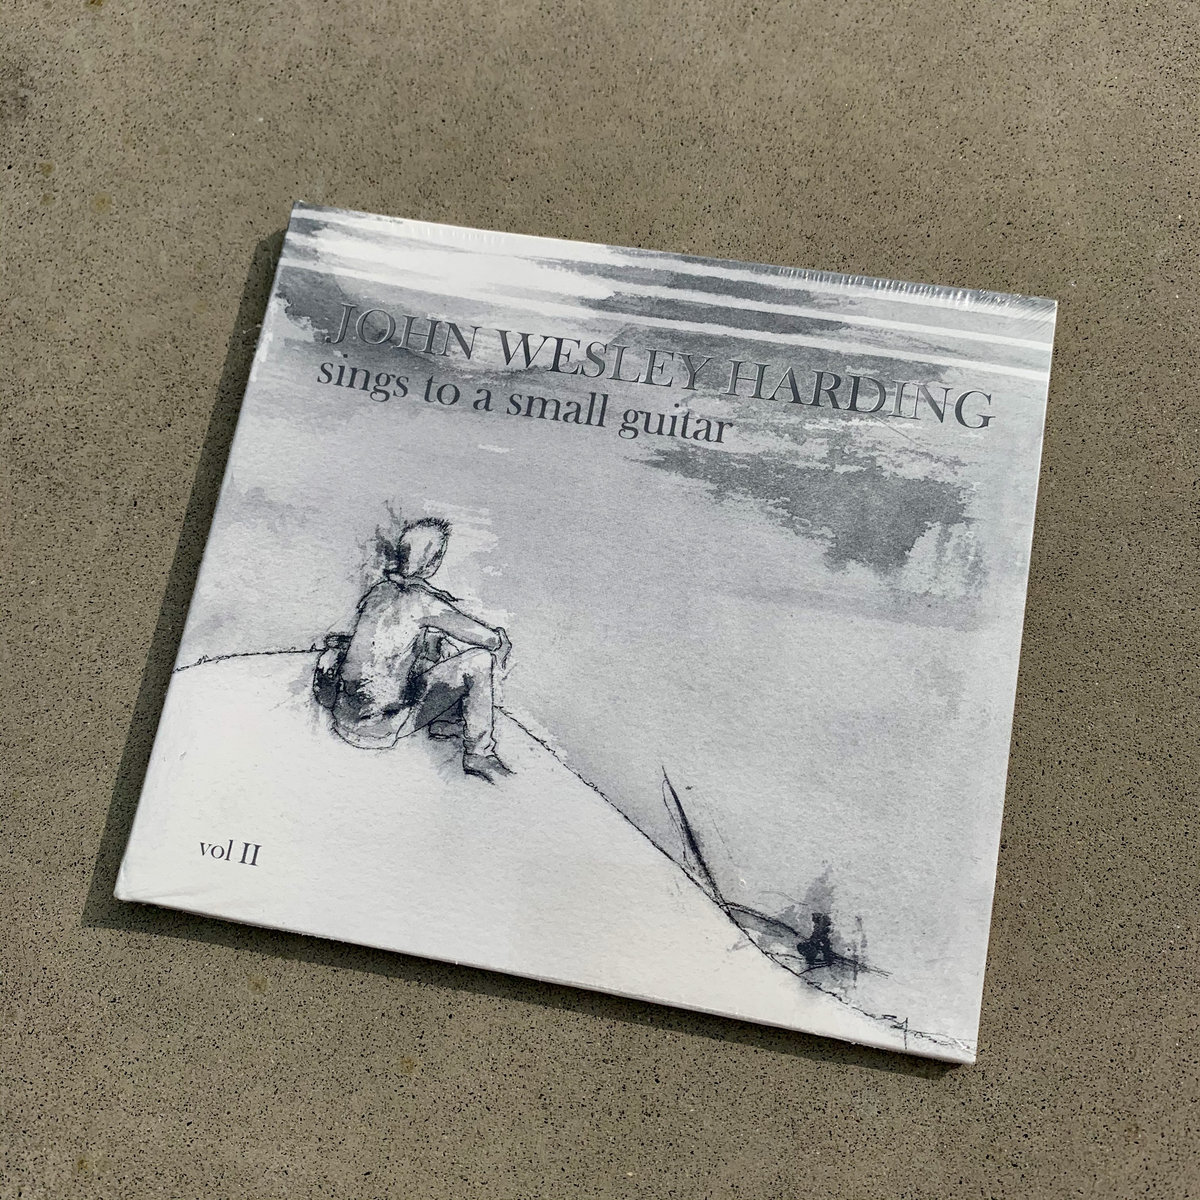 JOHN WESLEY HARDING
sings to a small guitar
vol II